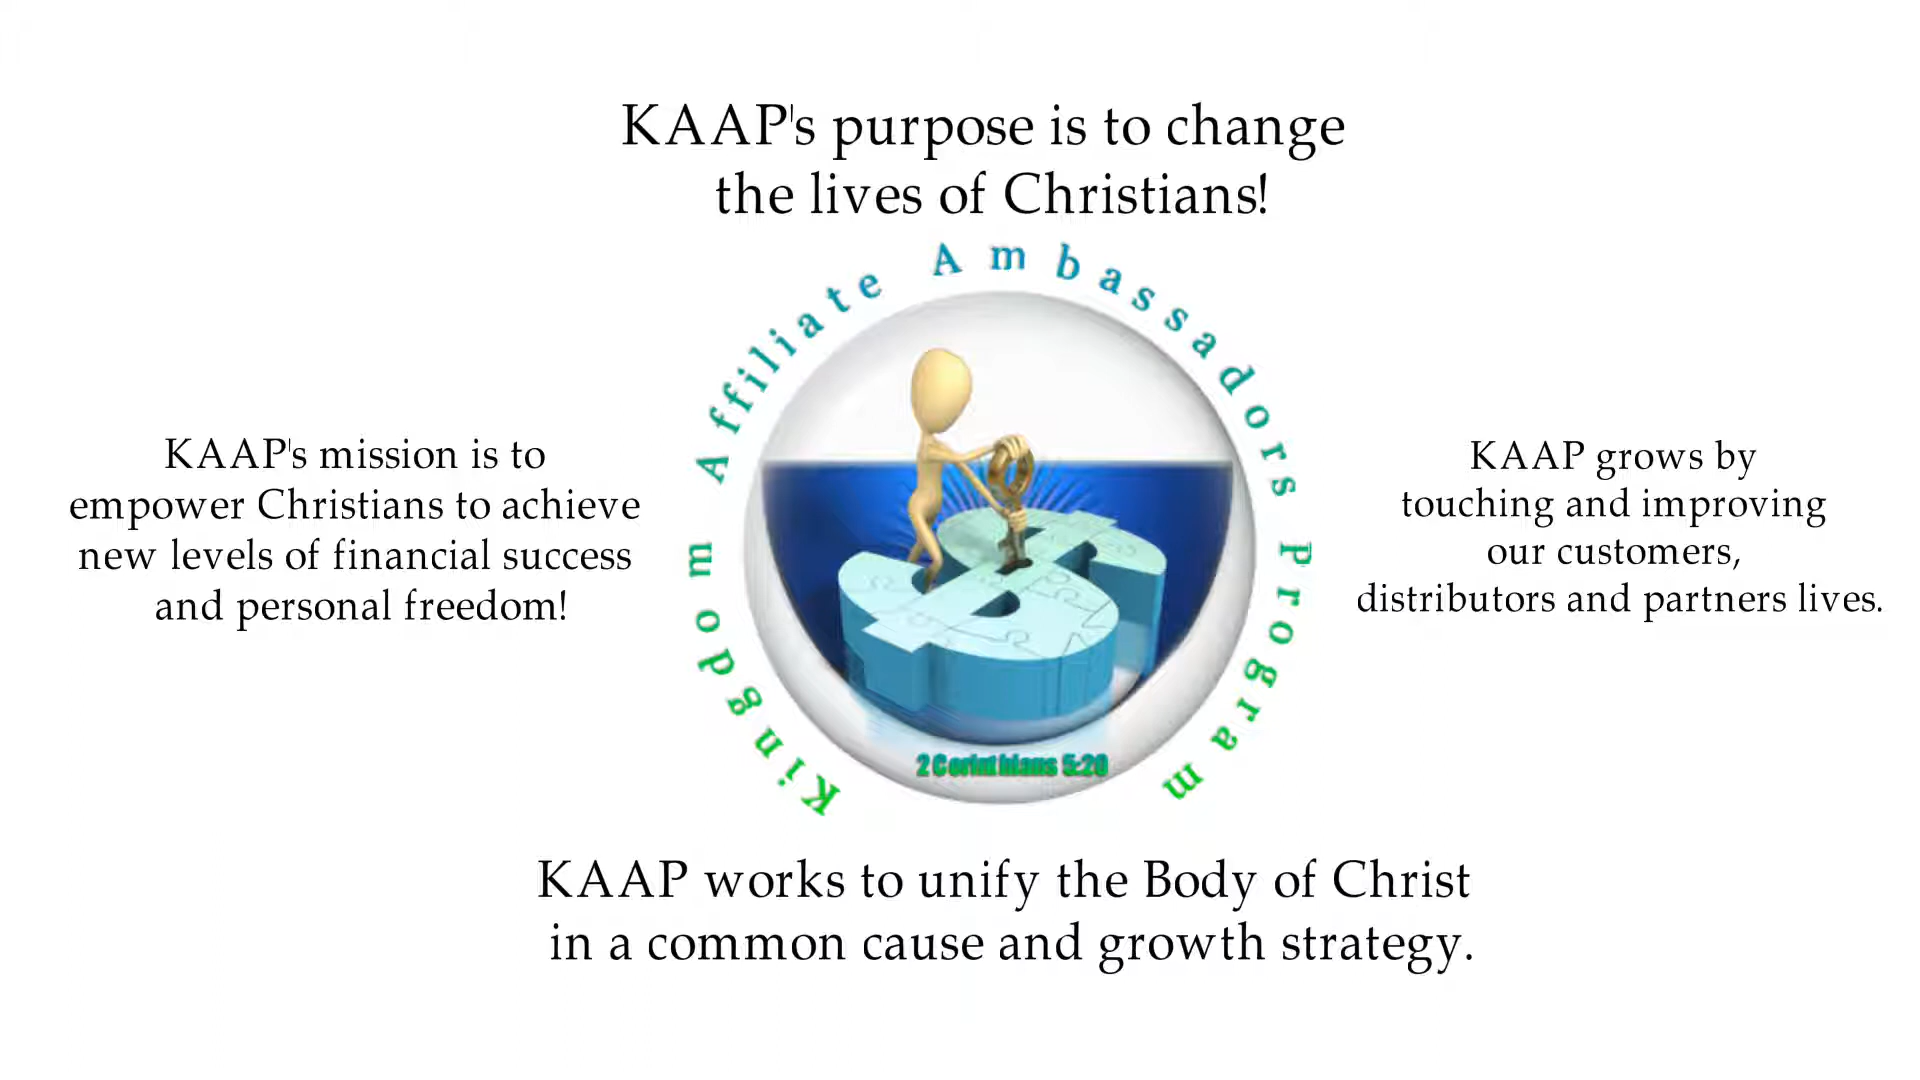 KAAP's purpose is to change
the lives of Christians!
Kingdom Affiliate Ambassadors Program
KAAP's mission is to
empower Christians to achieve
new levels of financial success
and personal freedom!
KAAP grows by
touching and improving
our customers,
distributors and partners lives.
2 Corinthians 5:20
KAAP works to unify the Body of Christ
in a common cause and growth strategy.